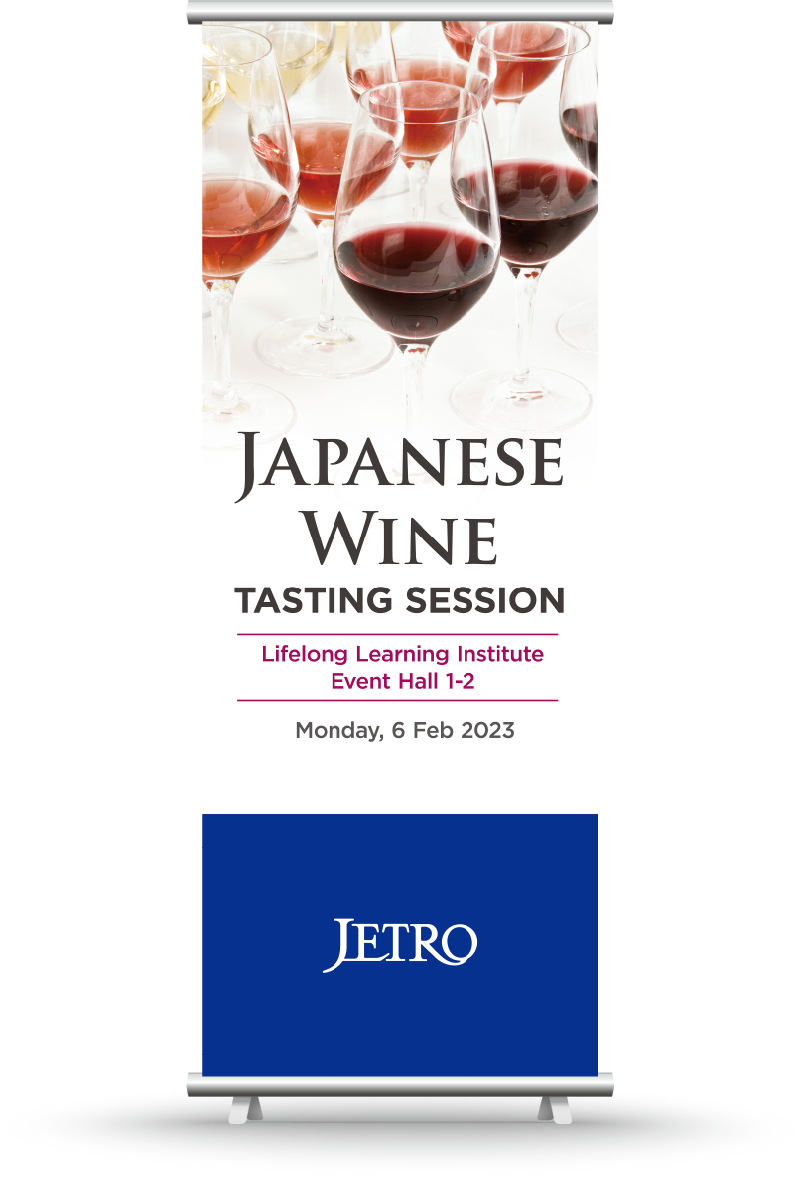 JAPANESE
WINE
TASTING SESSION
Lifelong Learning Institute
Event Hall 1-2
Monday, 6 Feb 2023
JETRO